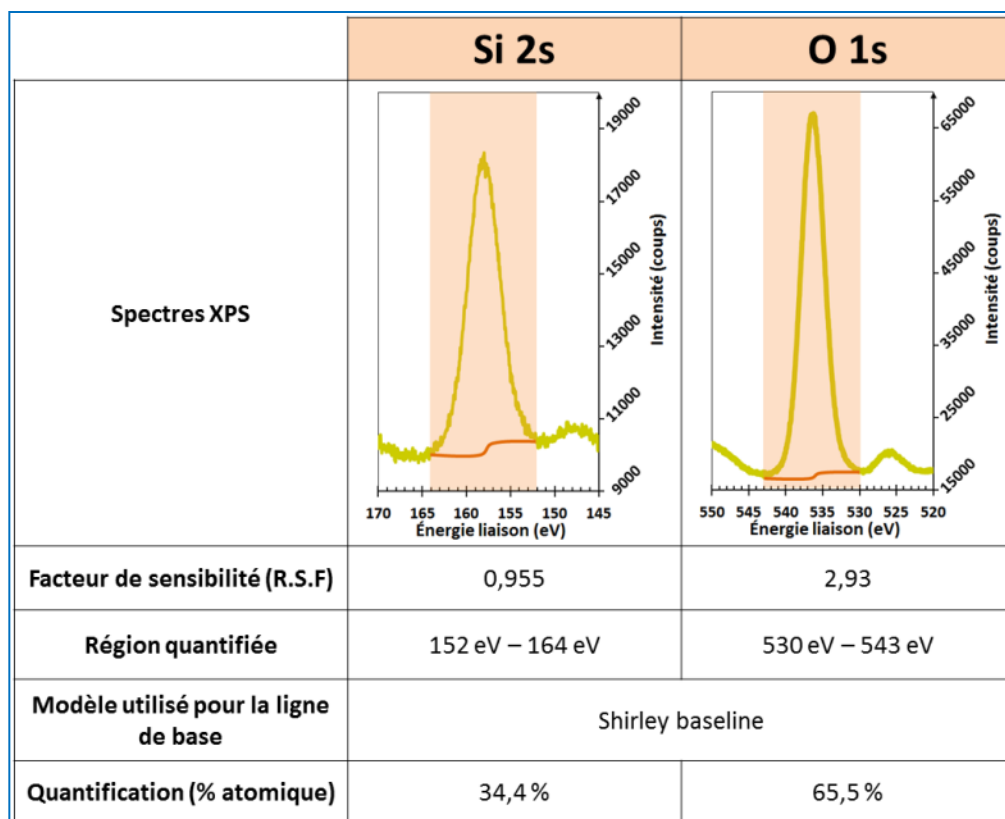 Si 2s
O 1s
Spectres XPS
19000
17000
15000
13000
11000
9000
Intensité (coups)
170 165 160 155 150 145
Énergie liaison (eV)
65000
55000
45000
35000
25000
15000
Intensité (coups)
550 545 540 535 530 525 520
Énergie liaison (eV)
Facteur de sensibilité (R.S.F)
0,955
2,93
Région quantifiée
152 eV – 164 eV
530 eV – 543 eV
Modèle utilisé pour la ligne
de base
Shirley baseline
Quantification (% atomique)
34,4 %
65,5 %